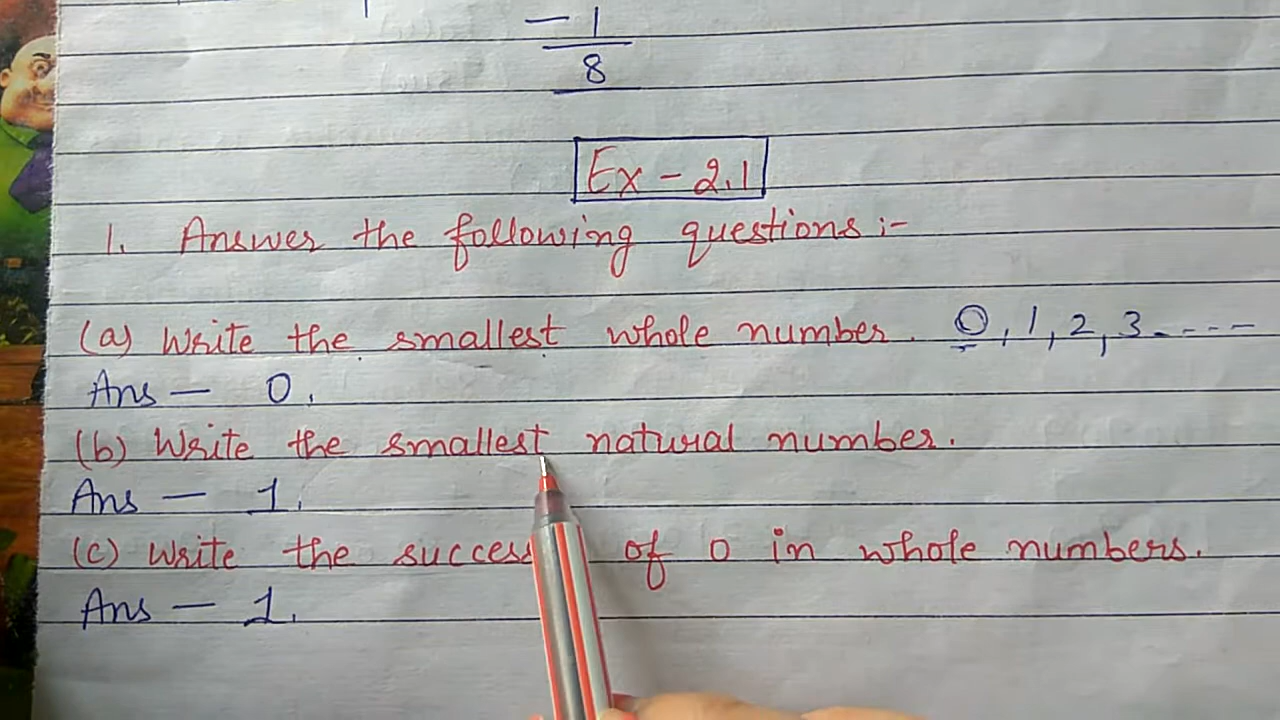 — 1
8
Ex - 2.1
1. Answer the following questions :-
(a) Write the smallest whole number. 0, 1, 2, 3 - - - -
Ans — 0.
(b) Write the smallest natural number.
Ans — 1.
(c) Write the success of 0 in whole numbers.
Ans — 1.